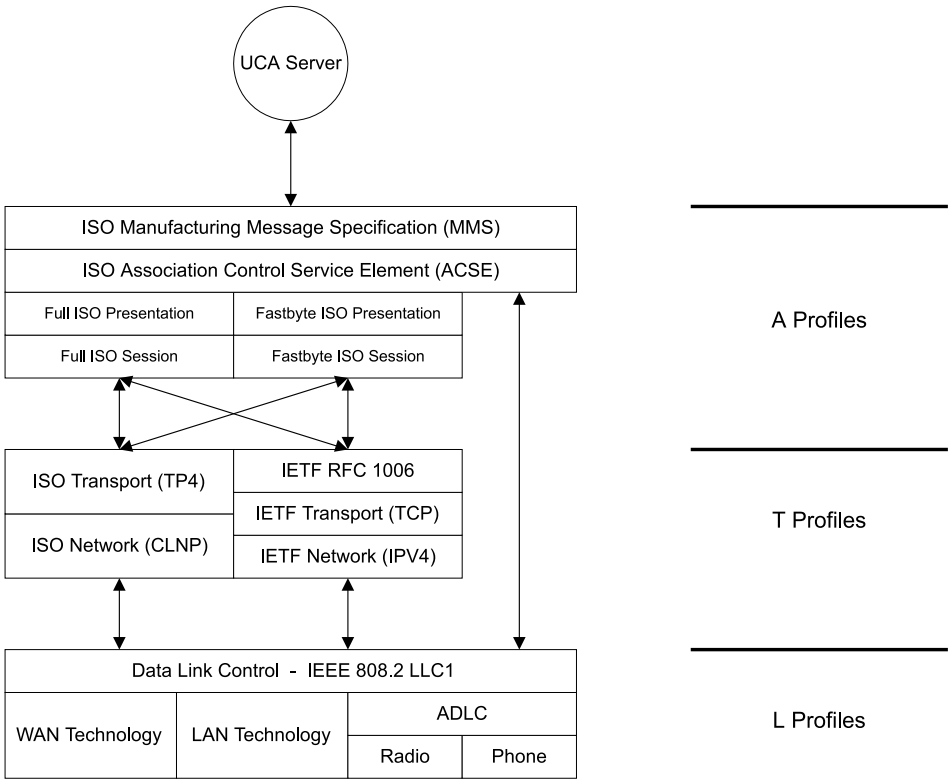 UCA Server
ISO Manufacturing Message Specification (MMS)
ISO Association Control Service Element (ACSE)
Full ISO Presentation
Fastbyte ISO Presentation
Full ISO Session
Fastbyte ISO Session
A Profiles
ISO Transport (TP4)
ISO Network (CLNP)
IETF RFC 1006
IETF Transport (TCP)
IETF Network (IPV4)
T Profiles
Data Link Control - IEEE 808.2 LLC1
WAN Technology
LAN Technology
ADLC
Radio
Phone
L Profiles